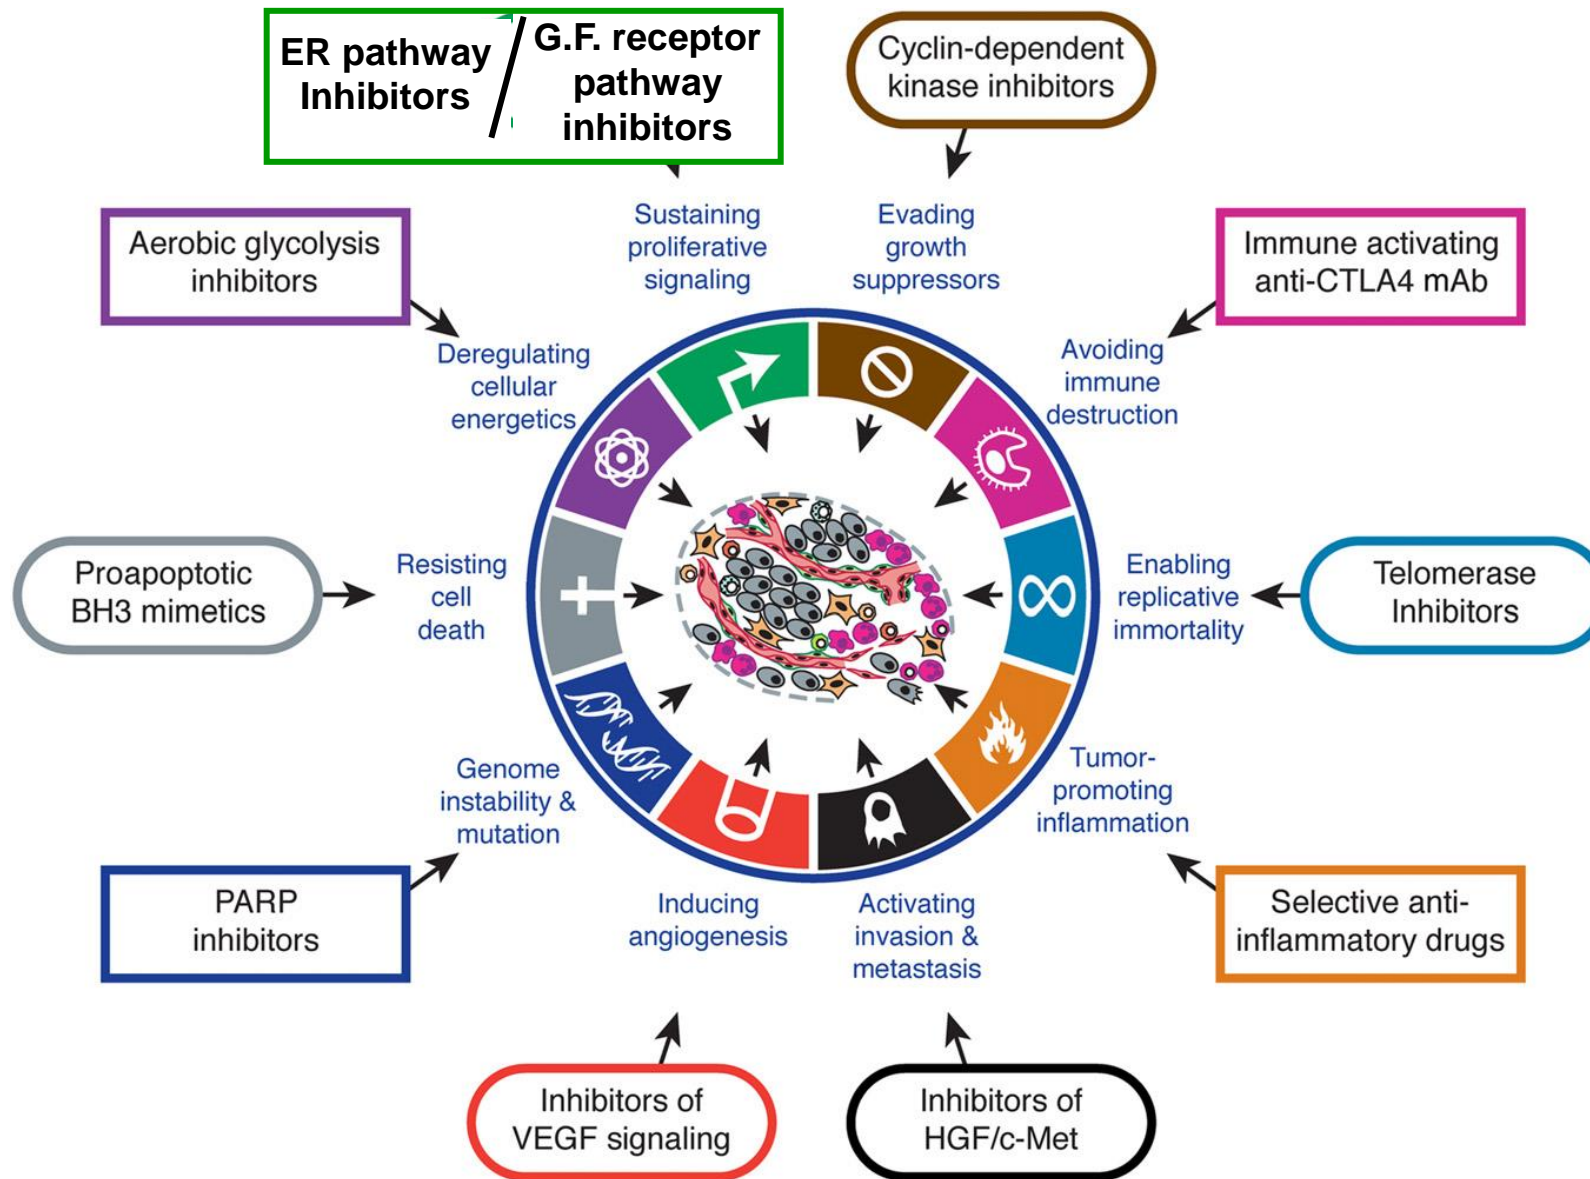 ER pathway
Inhibitors
/
G.F. receptor
pathway
inhibitors
Cyclin-dependent
kinase inhibitors
Sustaining
proliferative
signaling
Evading
growth
suppressors
Aerobic glycolysis
inhibitors
Immune activating
anti-CTLA4 mAb
Deregulating
cellular
energetics
Avoiding
immune
destruction
Proapoptotic
BH3 mimetics
Resisting
cell
death
Enabling
replicative
immortality
Telomerase
Inhibitors
Genome
instability &
mutation
Tumor-
promoting
inflammation
PARP
inhibitors
Inducing
angiogenesis
Activating
invasion &
metastasis
Selective anti-
inflammatory drugs
Inhibitors of
VEGF signaling
Inhibitors of
HGF/c-Met